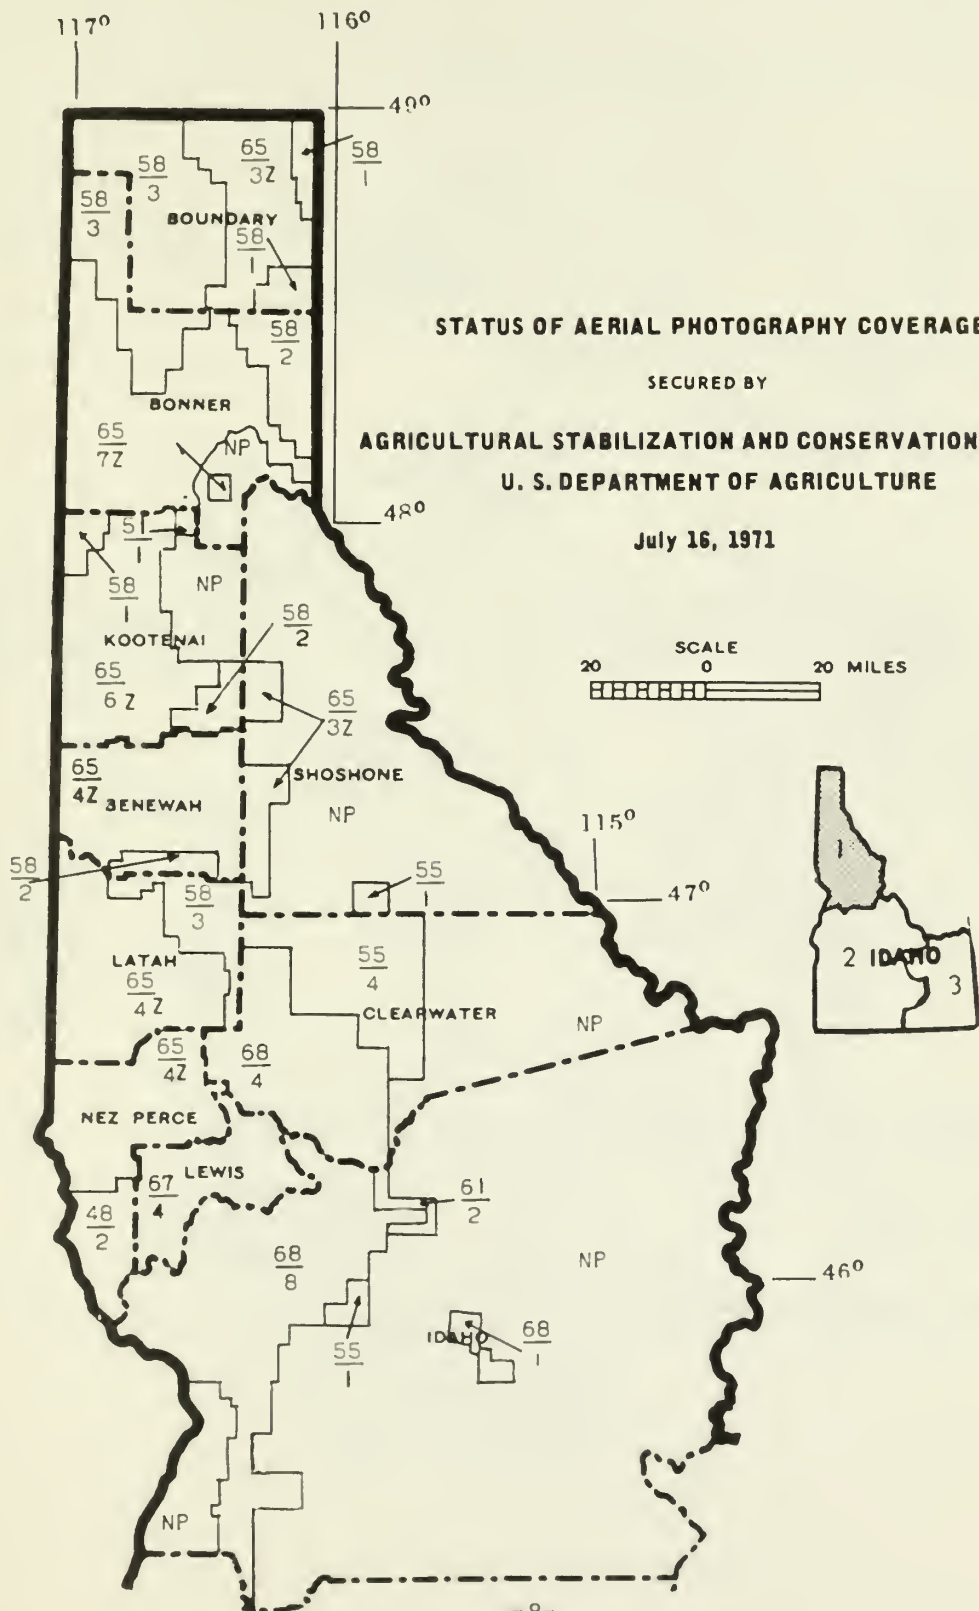 117° 116°
49°
58/3 65/3Z 58/1
58/3
BOUNDARY
58/1
58/2
STATUS OF AERIAL PHOTOGRAPHY COVERAGE
SECURED BY
AGRICULTURAL STABILIZATION AND CONSERVATION
U. S. DEPARTMENT OF AGRICULTURE
July 16, 1971
BONNER
65/7Z NP
48°
51/1
58/1 NP
KOOTENAI 58/2
65/6Z
65/3Z
SCALE
20 0 20 MILES
65/4Z SHOSHONE
BENEWAH NP
115°
58/2 55/1 47°
58/3
LATAH 55/4
65/4Z
CLEARWATER NP
1
2 IDAHO 3
65/4Z 68/4
NEZ PERCE
LEWIS
67/4 61/2
48/2
68/8 NP 46°
55/1 IDAHO 68/1
NP
-8-